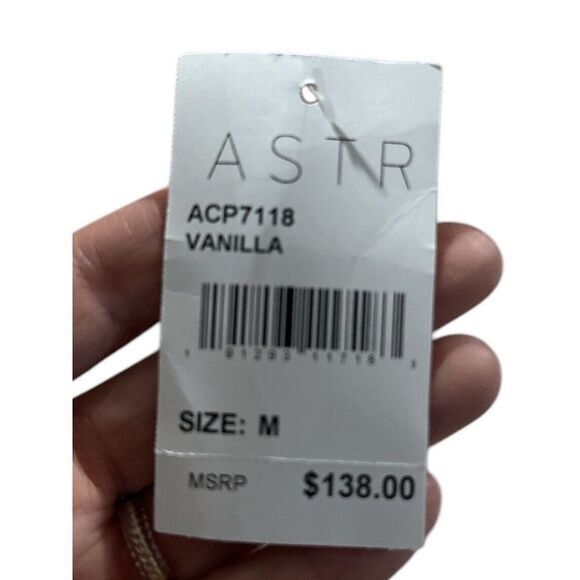 ASTR
ACP7118
VANILLA
SIZE: M
MSRP $138.00